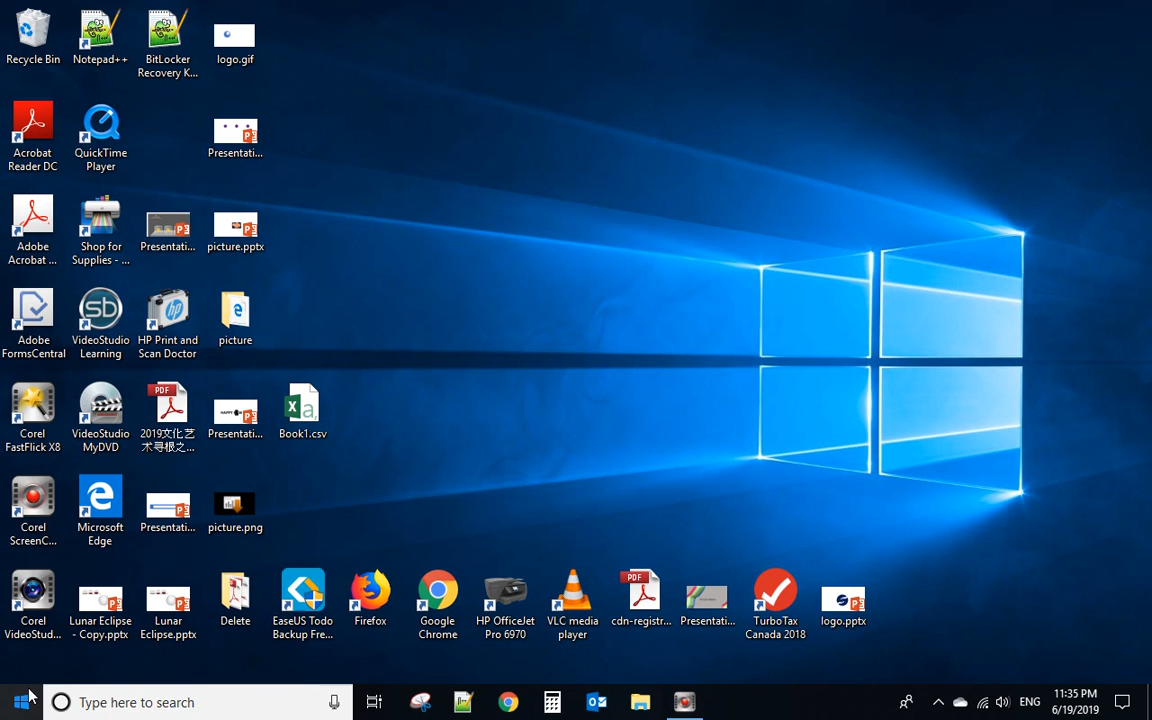 Recycle Bin
Notepad++
BitLocker
Recovery K...
logo.gif
Acrobat
Reader DC
QuickTime
Player
Presentati...
Adobe
Acrobat ...
Shop for
Supplies - ...
Presentati...
picture.pptx
Adobe
FormsCentral
VideoStudio
Learning
HP Print and
Scan Doctor
picture
Corel
FastFlick X8
VideoStudio
MyDVD
PDF
2019文化艺
术寻根之...
Presentati...
Book1.csv
Corel
ScreenC...
Microsoft
Edge
Presentati...
picture.png
Corel
VideoStud...
Lunar Eclipse
- Copy.pptx
Lunar
Eclipse.pptx
Delete
EaseUS Todo
Backup Fre...
Firefox
Google
Chrome
HP OfficeJet
Pro 6970
VLC media
player
PDF
cdn-registr...
Presentati...
TurboTax
Canada 2018
logo.pptx
Type here to search
ENG
11:35 PM
6/19/2019